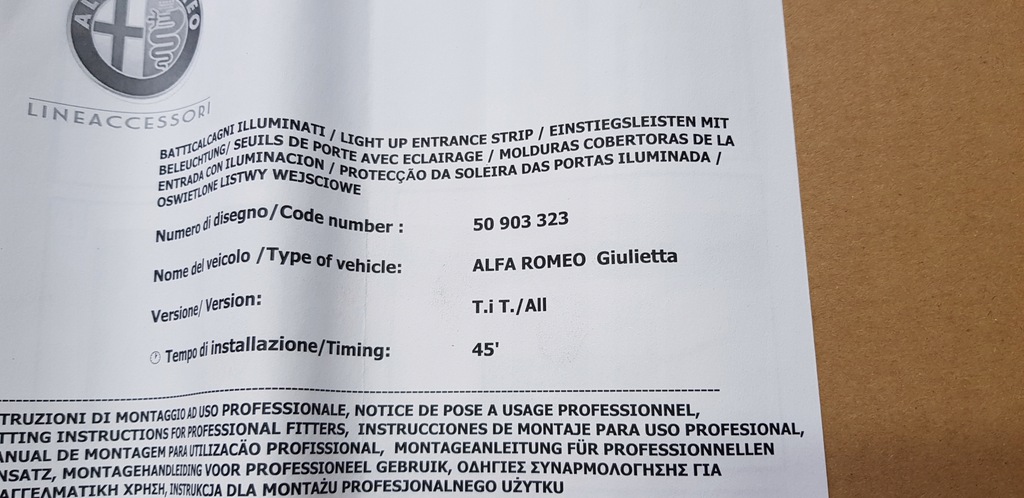 LINEACCESSORI
BATTICALCAGNI ILLUMINATI / LIGHT UP ENTRANCE STRIP / EINSTIEGSLEISTEN MIT
BELEUCHTUNG/ SEUILS DE PORTE AVEC ECLAIRAGE / MOLDURAS COBERTORAS DE LA
ENTRADA CON ILUMINACION / PROTECÇÃO DA SOLEIRA DAS PORTAS ILUMINADA /
OSWIETLONE LISTWY WEJSCIOWE
Numero di disegno/Code number : 50 903 323
Nome del veicolo /Type of vehicle: ALFA ROMEO Giulietta
Versione/ Version: T.i T./All
Tempo di installazione/Timing: 45'
TRUZIONI DI MONTAGGIO AD USO PROFESSIONALE, NOTICE DE POSE A USAGE PROFESSIONNEL,
TTING INSTRUCTIONS FOR PROFESSIONAL FITTERS, INSTRUCCIONES DE MONTAJE PARA USO PROFESIONAL,
ANUAL DE MONTAGEM PARA UTILIZACÃO PROFISSIONAL, MONTAGEANLEITUNG FÜR PROFESSIONNELLEN
NSATZ, MONTAGEHANDLEIDING VOOR PROFESSIONEEL GEBRUIK, ΟΔΗΓΙΕΣ ΣΥΝΑΡΜΟΛΟΓΗΣΗΣ ΓΙΑ
ΑΓΓΕΛΜΑΤΙΚΗ ΧΡΗΣΗ, INSTRUKCJA DLA MONTAŻU PROFESJONALNEGO UŻYTKU